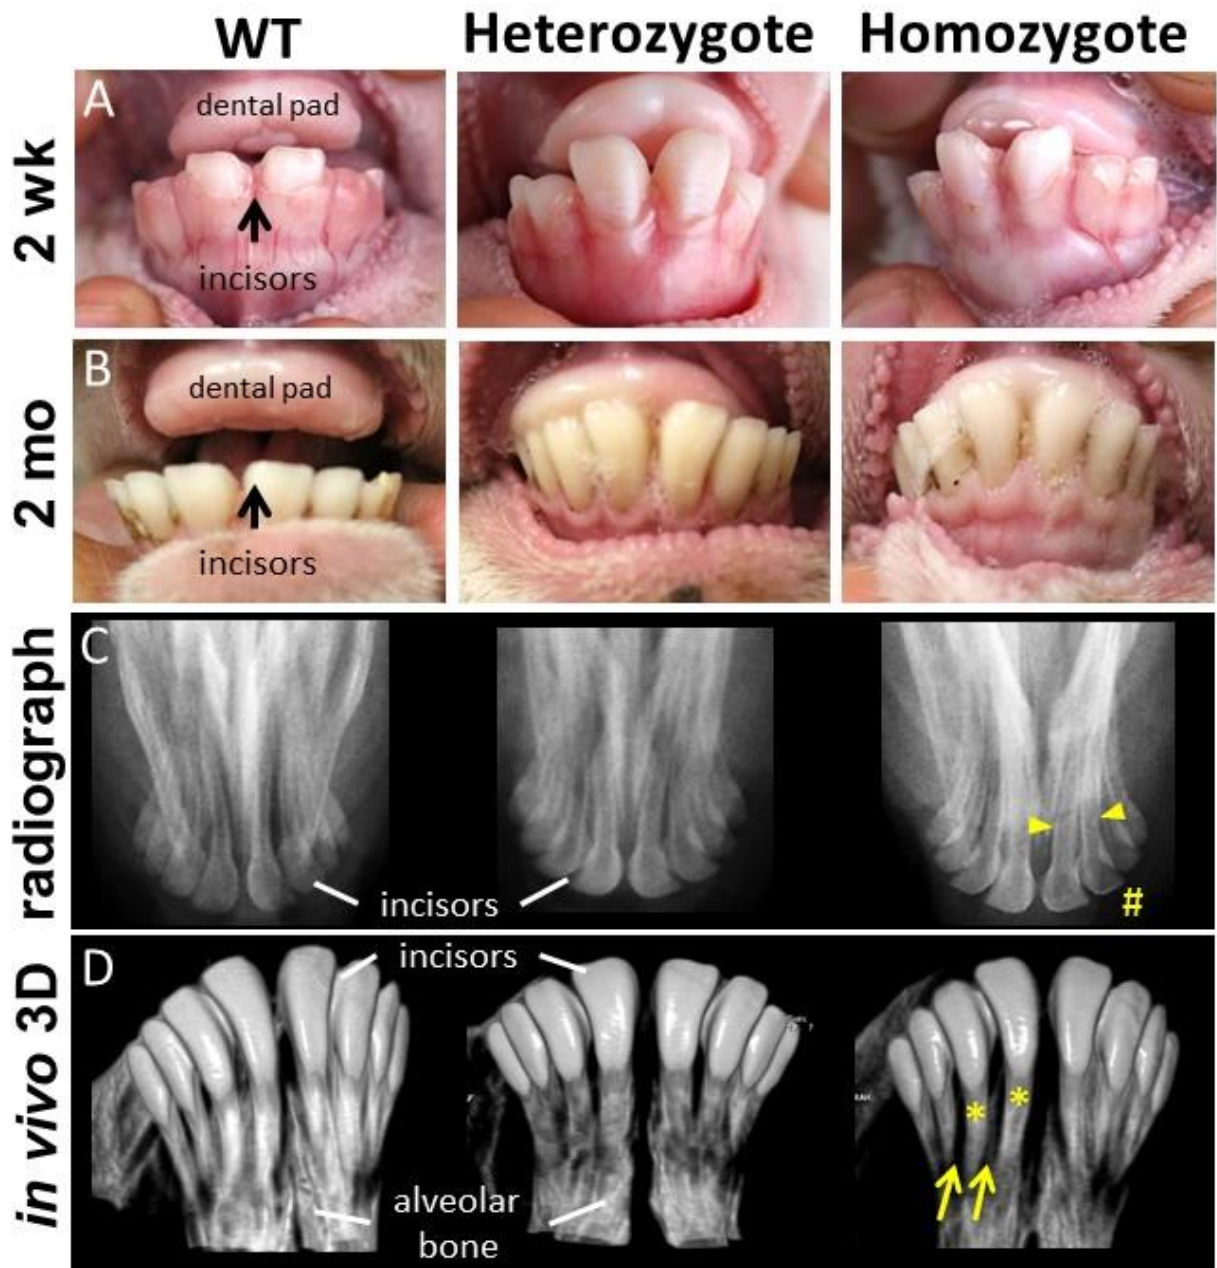 WT
Heterozygote
Homozygote
2 wk
A
dental pad
incisors
2 mo
B
dental pad
incisors
radiograph
C
incisors
#
in vivo 3D
D
incisors
* *
alveolar
bone